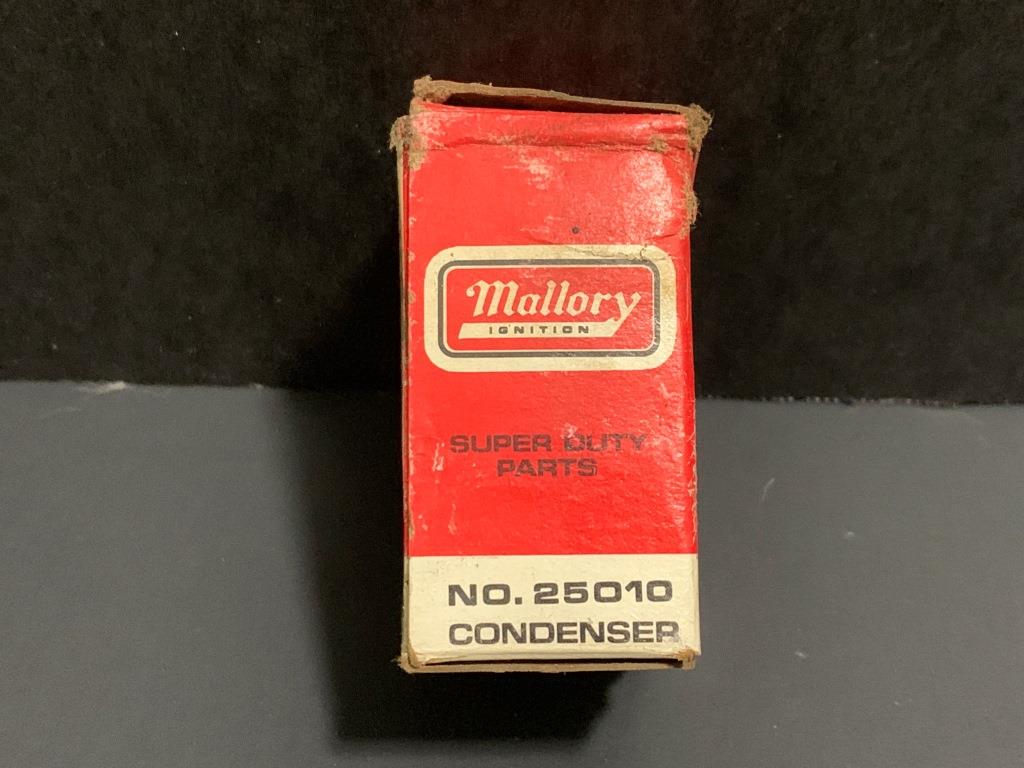 Mallory
IGNITION
SUPER DUTY
PARTS
NO. 25010
CONDENSER